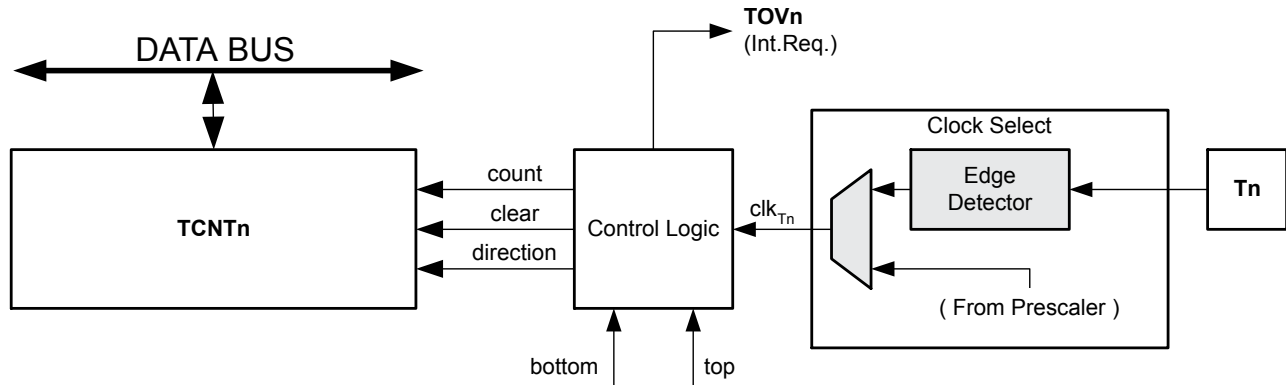 TOVn
(Int.Req.)
DATA BUS
Clock Select
count
clear
direction
TCNTn
Control Logic
clkTn
Edge
Detector
Tn
( From Prescaler )
bottom
top